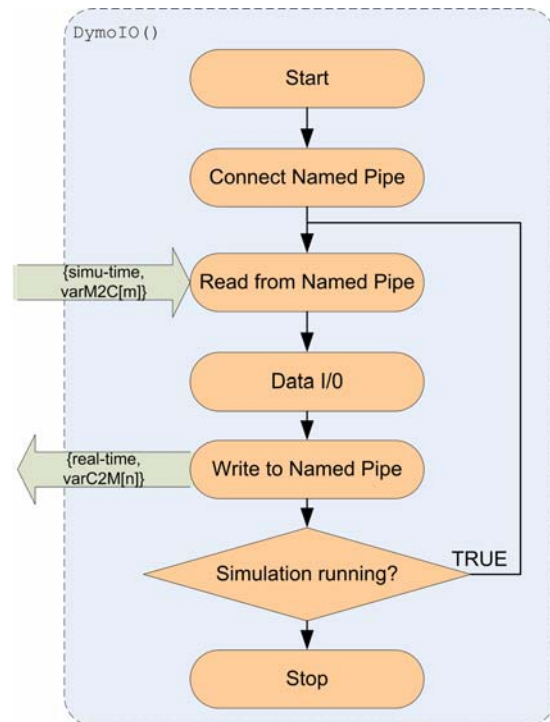 DymoIO()
Start
Connect Named Pipe
{simu-time,
varM2C[m]}
Read from Named Pipe
Data I/0
{real-time,
varC2M[n]}
Write to Named Pipe
TRUE
Simulation running?
Stop